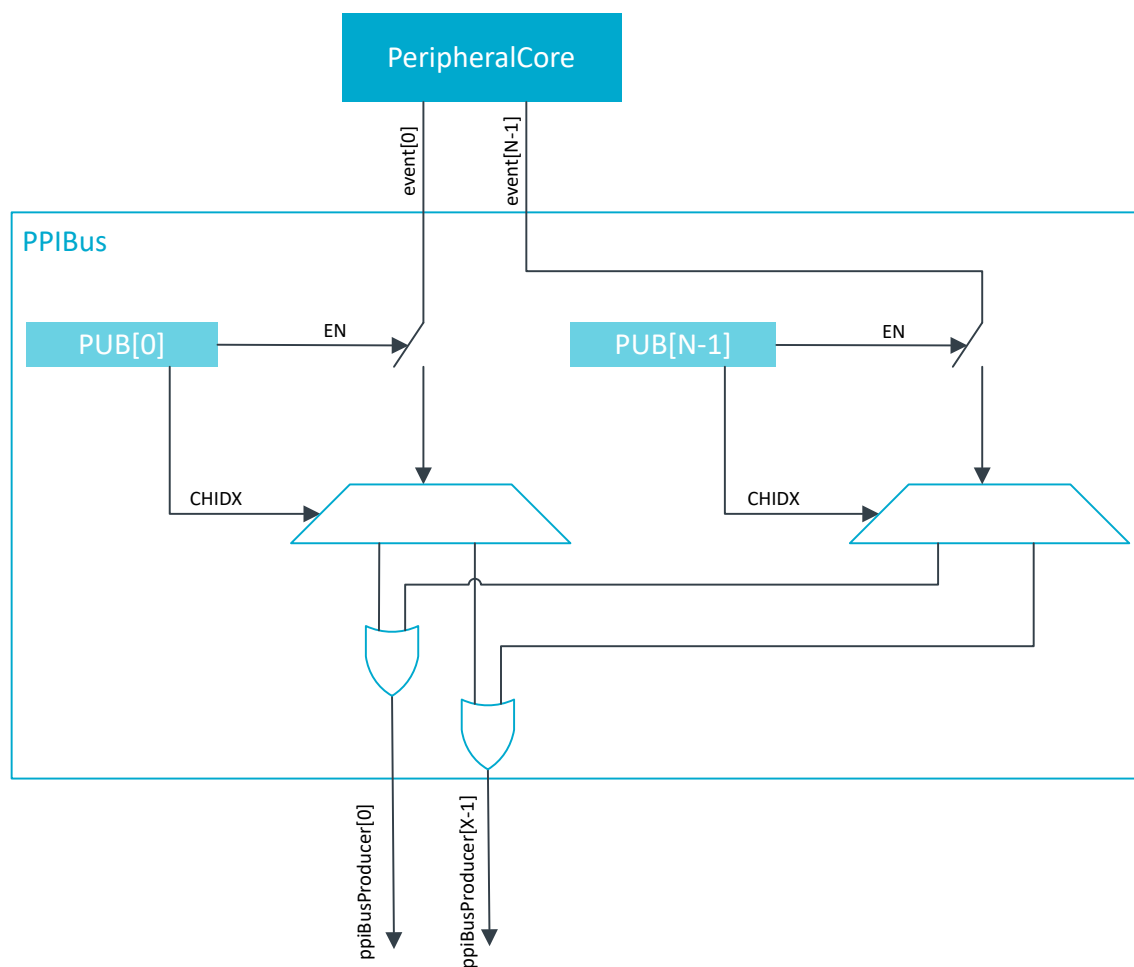 PeripheralCore
event[0]
event[N-1]
PPIBus
PUB[0]
EN
PUB[N-1]
EN
CHIDX
CHIDX
ppiBusProducer[0]
ppiBusProducer[X-1]